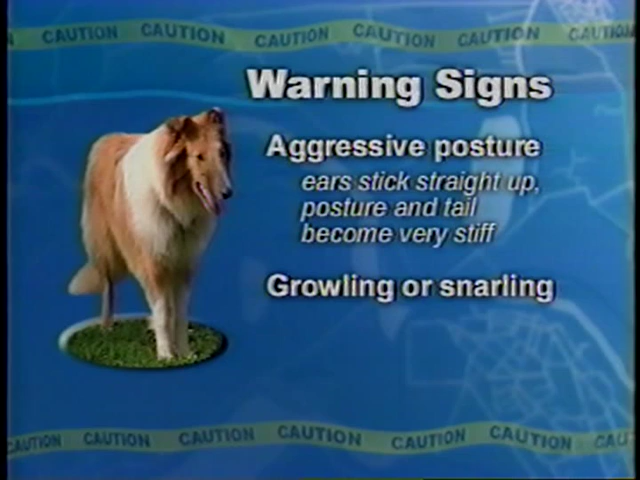 CAUTION CAUTION CAUTION CAUTION CAUTION CAUTION
Warning Signs
Aggressive posture
ears stick straight up,
posture and tail
become very stiff
Growling or snarling
CAUTION CAUTION CAUTION CAUTION CAUTION CAUTION CAU